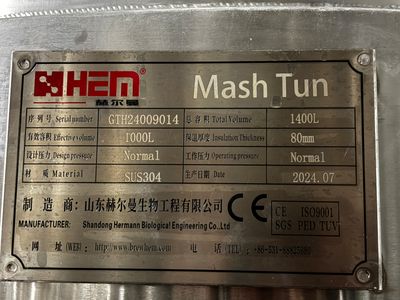 HEM
赫尔曼
Mash Tun
序列号 Serial number GTH24009014 总容积 Total Volume 1400L
有效容积 Effective volume 1000L 保温厚度 Insulation Thickness 80mm
设计压力 Design pressure Normal 工作压力 Operating pressure Normal
材质 Material SUS304 生产日期 Date 2024.07
制造商：山东赫尔曼生物工程有限公司
MANUFACTURER: Shandong Hermann Biological Engineering Co.,Ltd
CE
CE ISO9001
SGS PED TUV
网址(WEB): http://www.brewhem.com 电话(TEL): +86-531-88825680